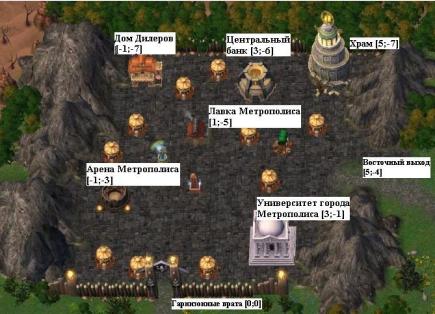 Дом Дилеров
[-1;-7]
Центральный
банк [3;-6]
Храм [5;-7]
Лавка Метрополиса
[1;-5]
Восточный выход
[5;-4]
Арена Метрополиса
[-1;-3]
Университет города
Метрополиса [3;-1]
Гарнизонные врата [0;0]